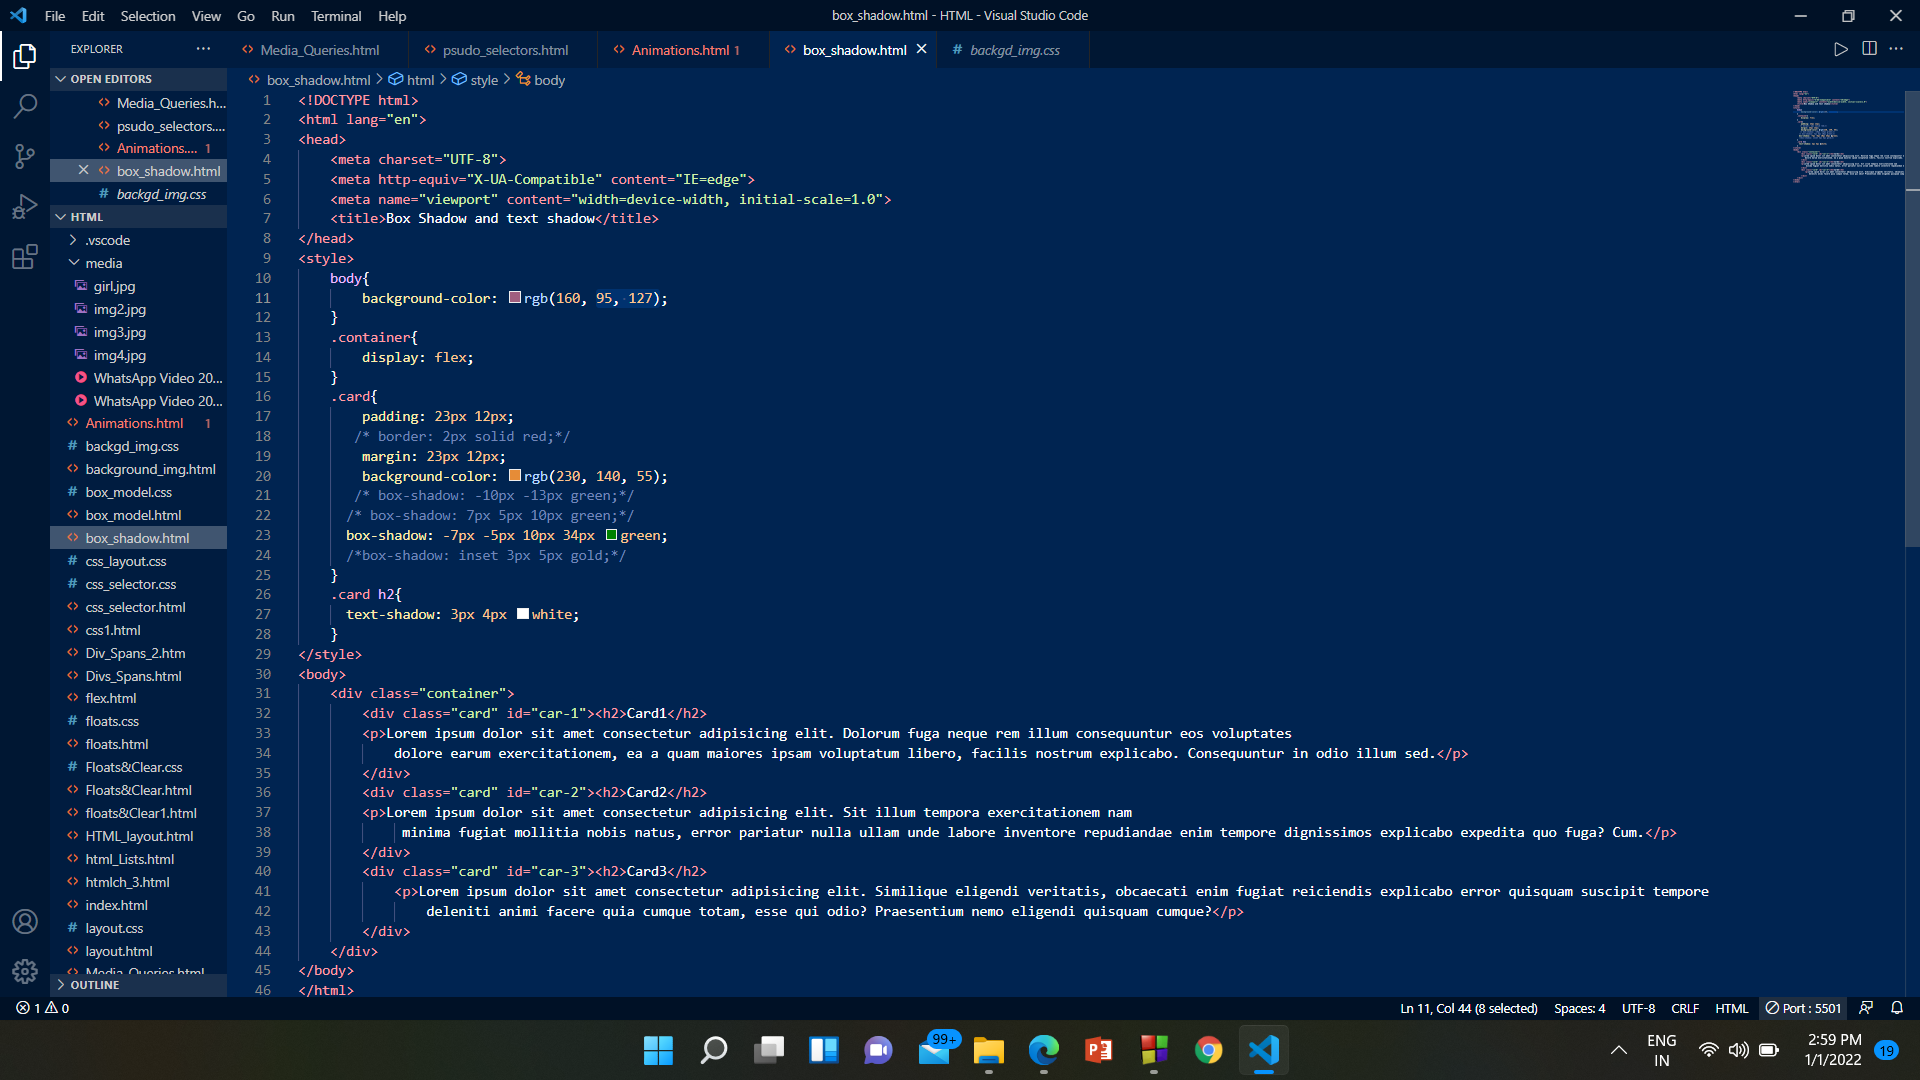 File Edit Selection View Go Run Terminal Help
box_shadow.html - HTML - Visual Studio Code
EXPLORER ···
OPEN EDITORS
Media_Queries.h...
psudo_selectors....
Animations.... 1
box_shadow.html
backgd_img.css
HTML
.vscode
media
girl.jpg
img2.jpg
img3.jpg
img4.jpg
WhatsApp Video 20...
WhatsApp Video 20...
Animations.html 1
backgd_img.css
background_img.html
box_model.css
box_model.html
box_shadow.html
css_layout.css
css_selector.css
css_selector.html
css1.html
Div_Spans_2.htm
Divs_Spans.html
flex.html
floats.css
floats.html
Floats&Clear.css
Floats&Clear.html
floats&Clear1.html
HTML_layout.html
html_Lists.html
htmlch_3.html
index.html
layout.css
layout.html
Media_Queries.html
OUTLINE
Media_Queries.html psudo_selectors.html Animations.html 1 box_shadow.html backgd_img.css
box_shadow.html > html > style > body
1 <!DOCTYPE html>
2 <html lang="en">
3 <head>
4 <meta charset="UTF-8">
5 <meta http-equiv="X-UA-Compatible" content="IE=edge">
6 <meta name="viewport" content="width=device-width, initial-scale=1.0">
7 <title>Box Shadow and text shadow</title>
8 </head>
9 <style>
10 body{
11 background-color: rgb(160, 95, 127);
12 }
13 .container{
14 display: flex;
15 }
16 .card{
17 padding: 23px 12px;
18 /* border: 2px solid red;*/
19 margin: 23px 12px;
20 background-color: rgb(230, 140, 55);
21 /* box-shadow: -10px -13px green;*/
22 /* box-shadow: 7px 5px 10px green;*/
23 box-shadow: -7px -5px 10px 34px green;
24 /*box-shadow: inset 3px 5px gold;*/
25 }
26 .card h2{
27 text-shadow: 3px 4px white;
28 }
29 </style>
30 <body>
31 <div class="container">
32 <div class="card" id="car-1"><h2>Card1</h2>
33 <p>Lorem ipsum dolor sit amet consectetur adipisicing elit. Dolorum fuga neque rem illum consequuntur eos voluptates
34 dolore earum exercitationem, ea a quam maiores ipsam voluptatum libero, facilis nostrum explicabo. Consequuntur in odio illum sed.</p>
35 </div>
36 <div class="card" id="car-2"><h2>Card2</h2>
37 <p>Lorem ipsum dolor sit amet consectetur adipisicing elit. Sit illum tempora exercitationem nam
38 minima fugiat mollitia nobis natus, error pariatur nulla ullam unde labore inventore repudiandae enim tempore dignissimos explicabo expedita quo fuga? Cum.</p>
39 </div>
40 <div class="card" id="car-3"><h2>Card3</h2>
41 <p>Lorem ipsum dolor sit amet consectetur adipisicing elit. Similique eligendi veritatis, obcaecati enim fugiat reiciendis explicabo error quisquam suscipit tempore
42 deleniti animi facere quia cumque totam, esse qui odio? Praesentium nemo eligendi quisquam cumque?</p>
43 </div>
44 </div>
45 </body>
46 </html>
1 0
Ln 11, Col 44 (8 selected) Spaces: 4 UTF-8 CRLF HTML Port : 5501
99+
ENG
IN
2:59 PM
1/1/2022
19